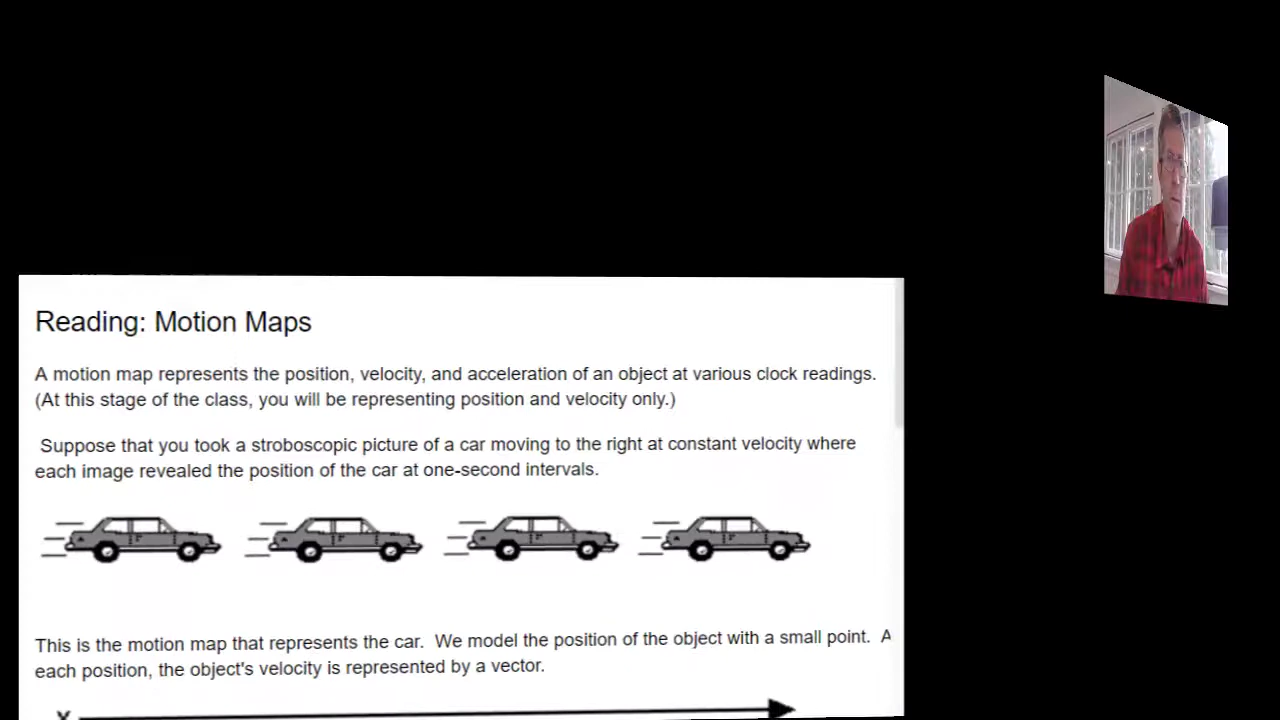 Reading: Motion Maps
A motion map represents the position, velocity, and acceleration of an object at various clock readings.
(At this stage of the class, you will be representing position and velocity only.)
Suppose that you took a stroboscopic picture of a car moving to the right at constant velocity where
each image revealed the position of the car at one-second intervals.
This is the motion map that represents the car. We model the position of the object with a small point. A
each position, the object's velocity is represented by a vector.